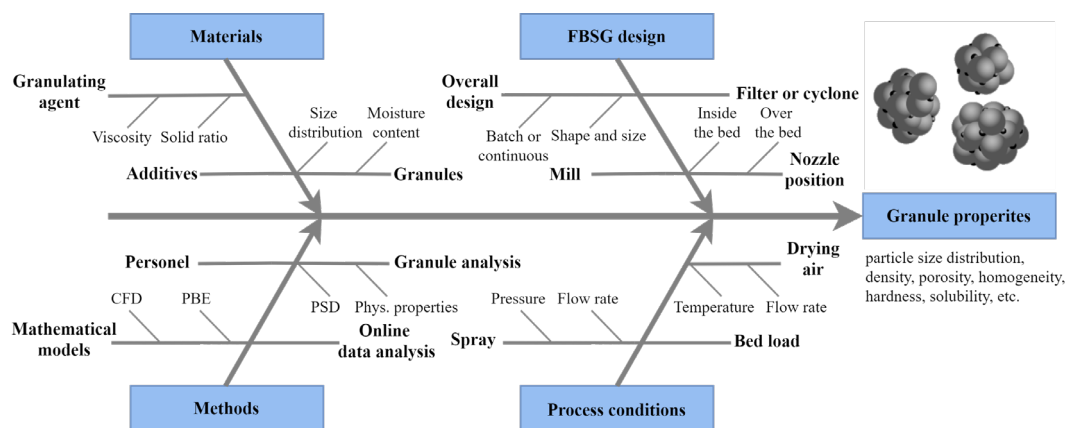 Materials
FBSG design
Granulating
agent
Viscosity
Solid ratio
Size
distribution
Moisture
content
Additives
Granules
Overall
design
Filter or cyclone
Batch or
continuous
Shape and size
Inside
the bed
Over
the bed
Mill
Nozzle
position
Granule properites
particle size distribution,
density, porosity, homogeneity,
hardness, solubility, etc.
Personel
Granule analysis
PSD
Phys. properties
CFD
PBE
Mathematical
models
Online
data analysis
Drying
air
Temperature
Flow rate
Pressure
Flow rate
Spray
Bed load
Methods
Process conditions